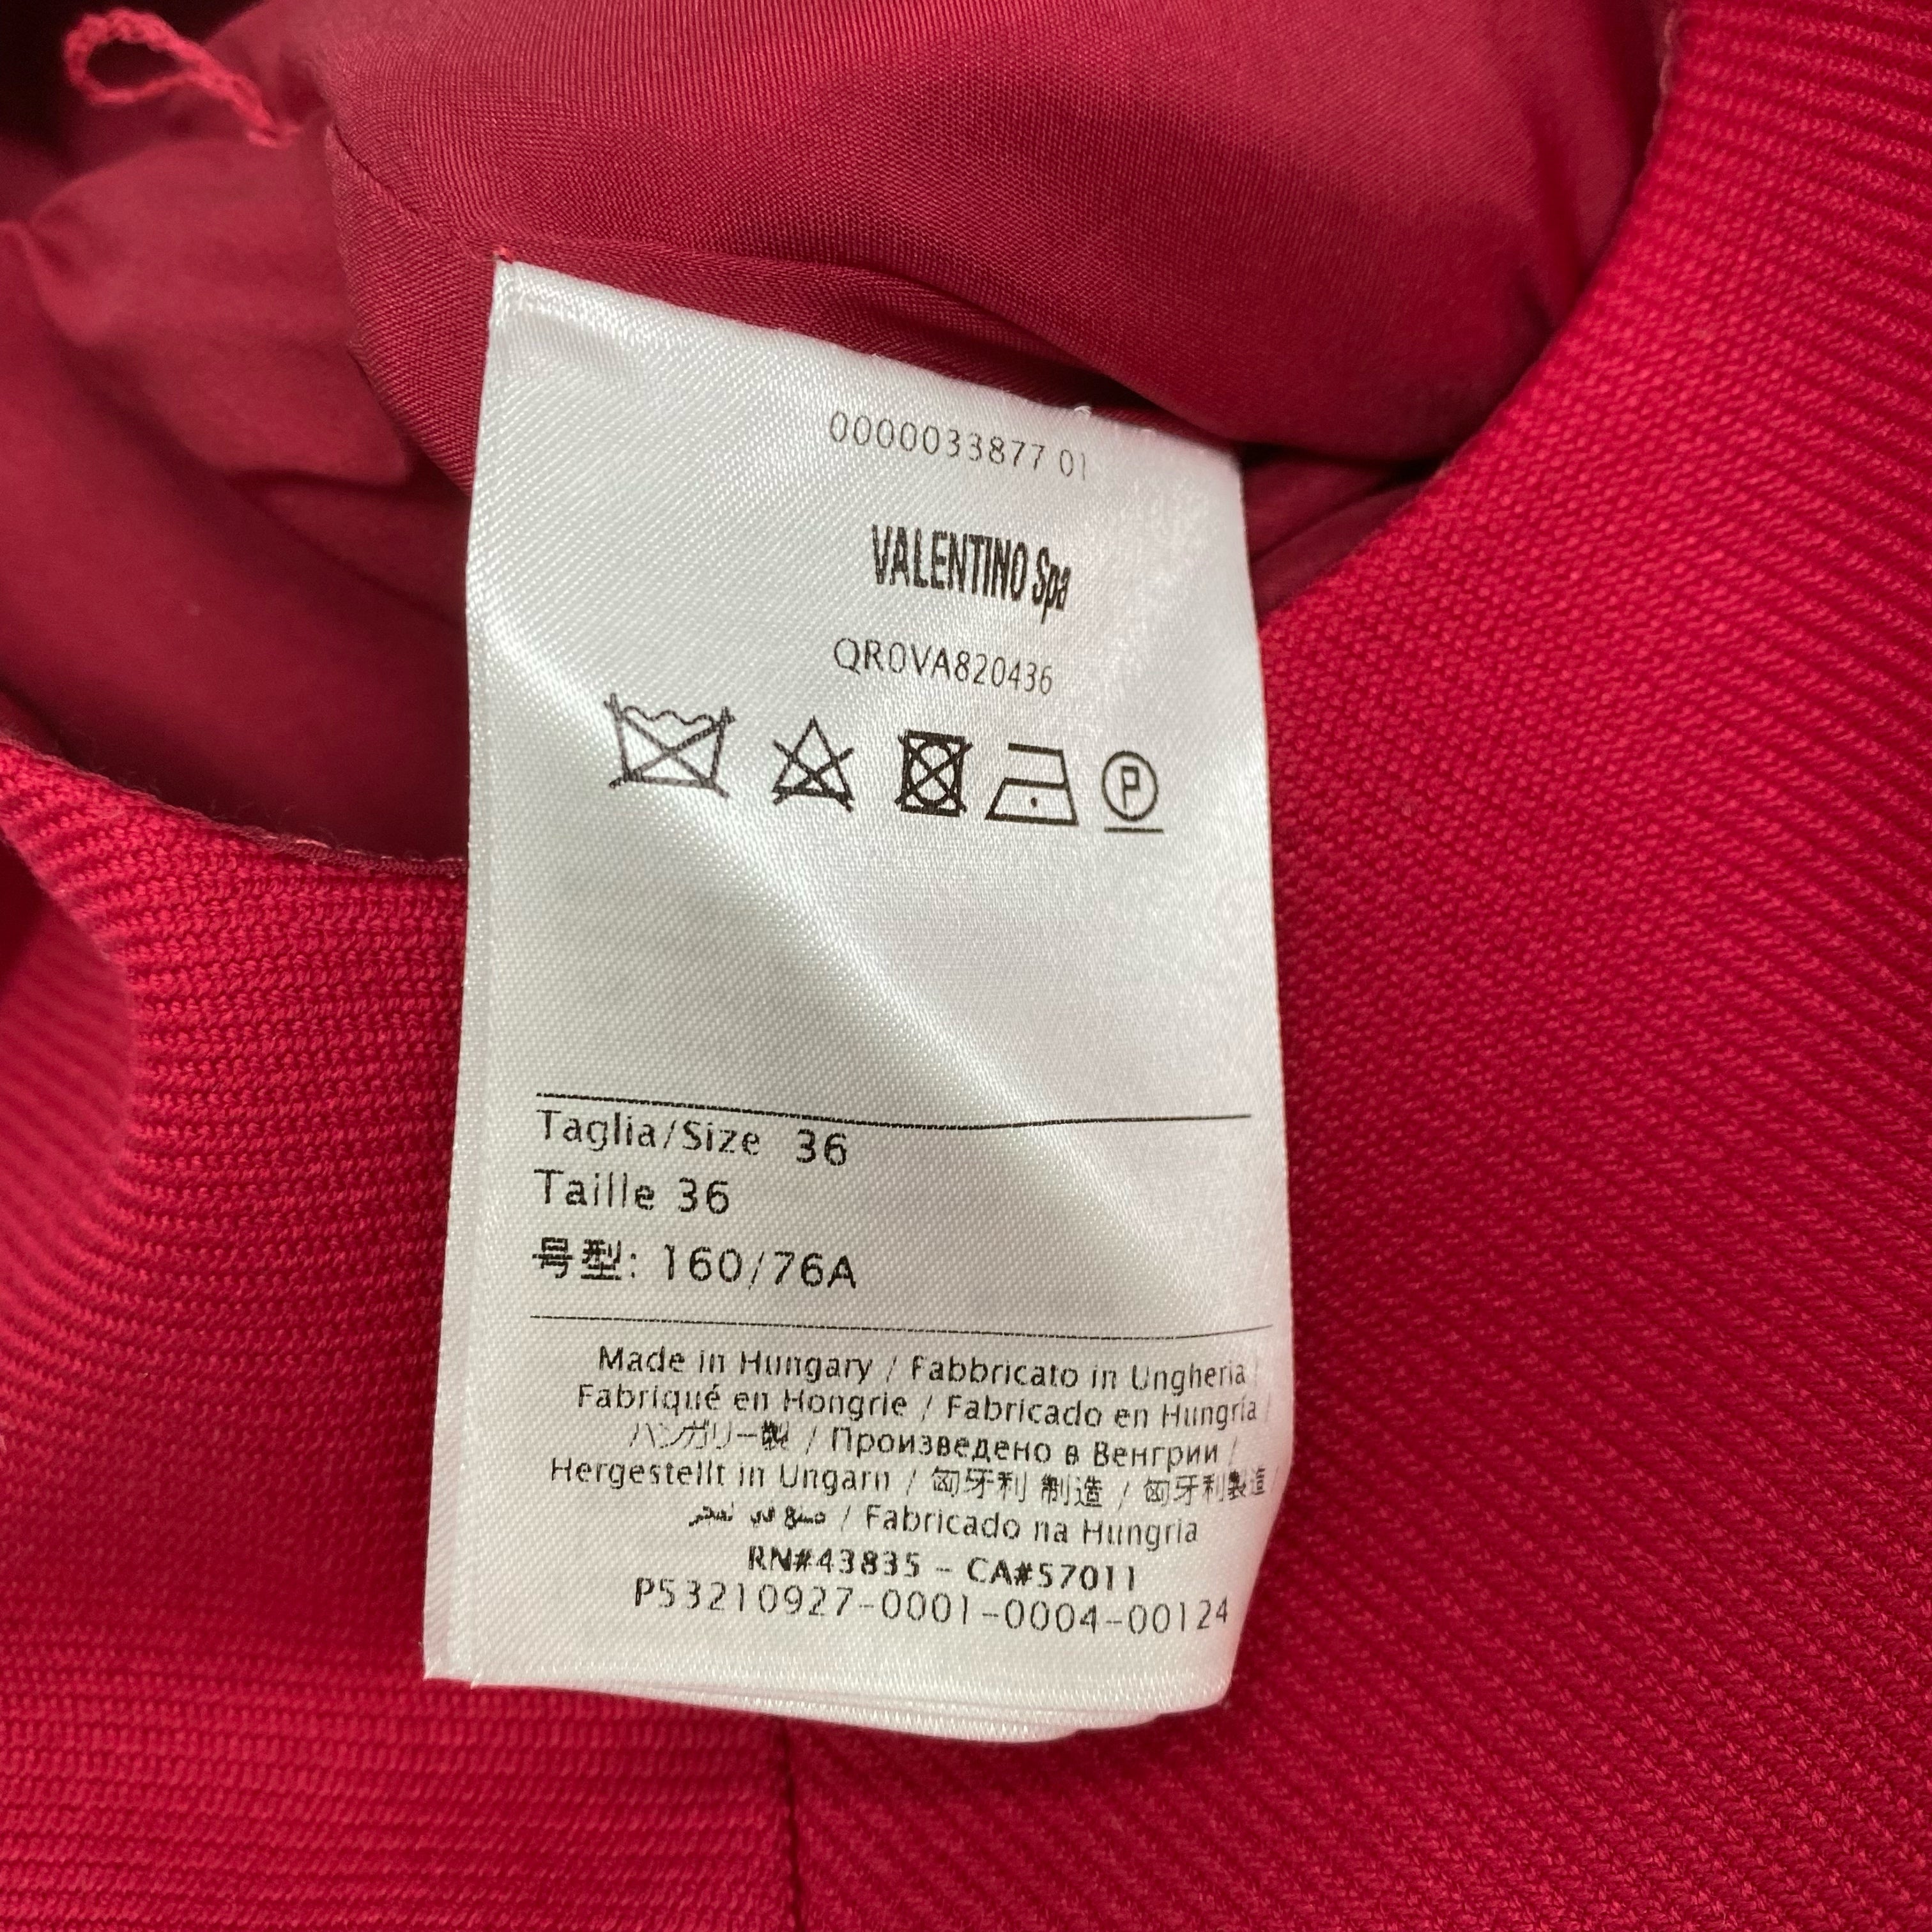 0000033877 01
VALENTINO Spa
QR0VA820436
P
Taglia/Size 36
Taille 36
号型: 160/76A
Made in Hungary / Fabbricato in Ungheria /
Fabriqué en Hongrie / Fabricado en Hungría /
ハンガリー製 / Произведено в Венгрии /
Hergestellt in Ungarn / 匈牙利 制造 / 匈牙利製造 /
صنع في / Fabricado na Hungria
RN#43835 - CA#57011
P53210927-0001-0004-00124